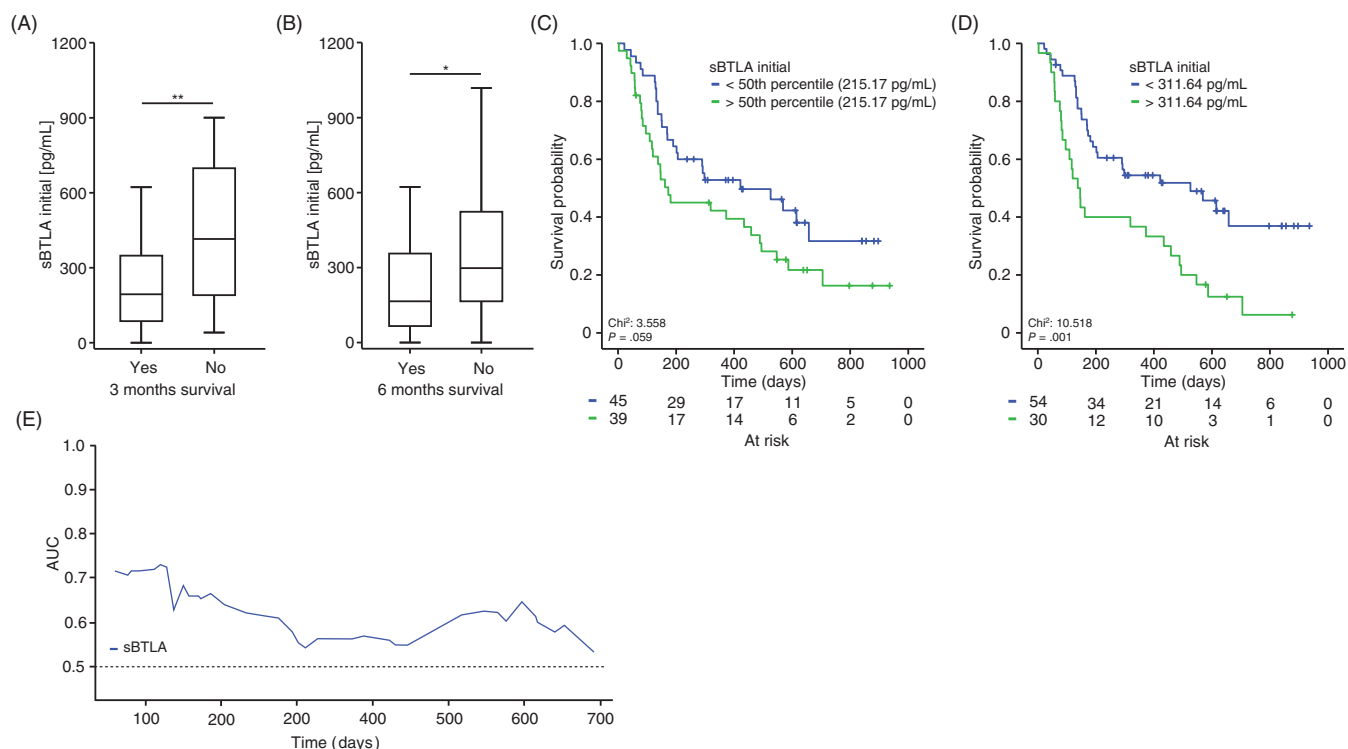 (A)
1200
900
600
300
0
sBTLA initial [pg/mL]
**
Yes No
3 months survival
(B)
1200
900
600
300
0
sBTLA initial [pg/mL]
*
Yes No
6 months survival
(C)
1.0
0.8
0.6
0.4
0.2
0
Survival probability
sBTLA initial
< 50th percentile (215.17 pg/mL)
> 50th percentile (215.17 pg/mL)
Chi²: 3.558
P = .059
0 200 400 600 800 1000
Time (days)
45 29 17 11 5 0
39 17 14 6 2 0
At risk
(D)
1.0
0.8
0.6
0.4
0.2
0
Survival probability
sBTLA initial
< 311.64 pg/mL
> 311.64 pg/mL
Chi²: 10.518
P = .001
0 200 400 600 800 1000
Time (days)
54 34 21 14 6 0
30 12 10 3 1 0
At risk
(E)
1.0
0.9
0.8
0.7
0.6
0.5
AUC
sBTLA
100 200 200 400 500 600 700
Time (days)